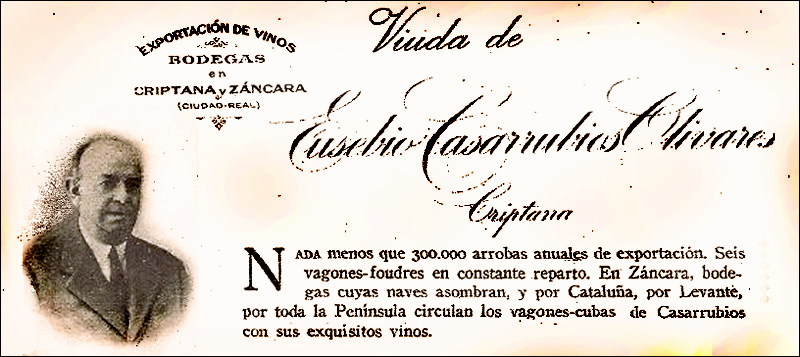 EXPORTACIÓN DE VINOS
BODEGAS
en
CRIPTANA y ZÁNCARA
(CIUDAD-REAL)
Viuda de
Eusebio Casarrubios Olivares
Criptana
NADA menos que 300.000 arrobas anuales de exportación. Seis
vagones-foudres en constante reparto. En Záncara, bode-
gas cuyas naves asombran, y por Cataluña, por Levante,
por toda la Península circulan los vagones-cubas de Casarrubios
con sus exquisitos vinos.